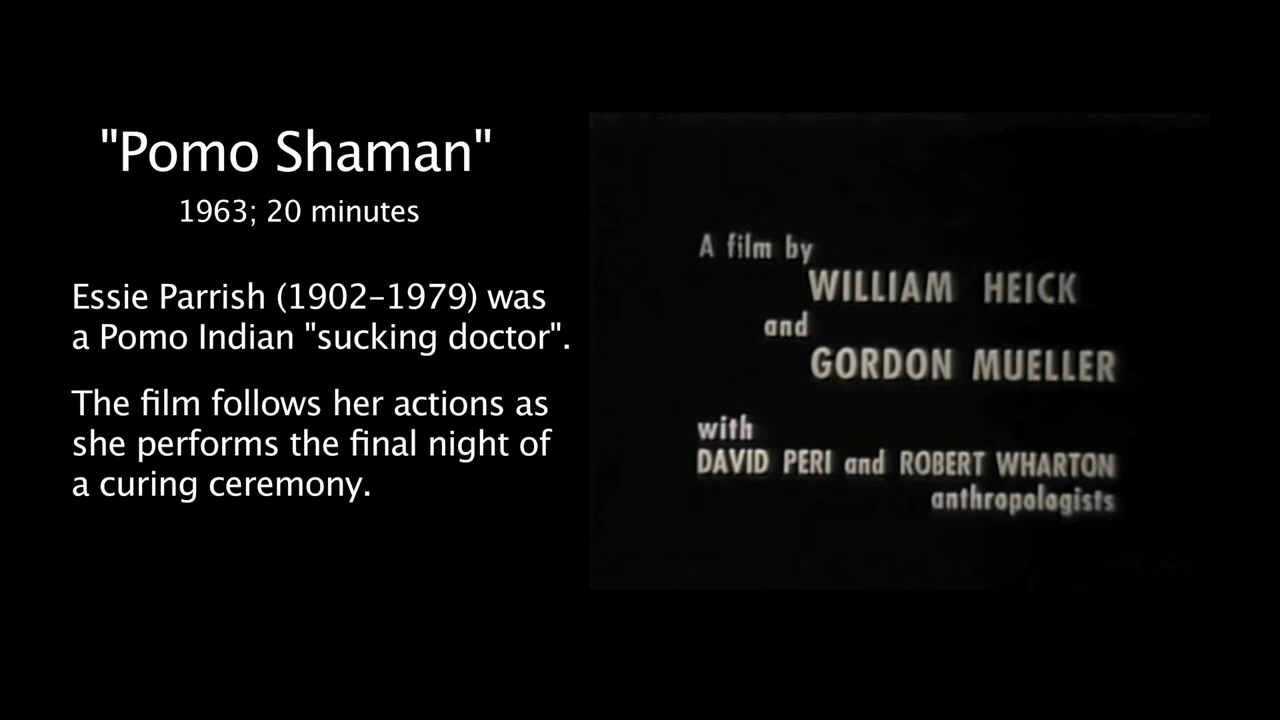 "Pomo Shaman"
1963; 20 minutes
Essie Parrish (1902–1979) was
a Pomo Indian "sucking doctor".
The film follows her actions as
she performs the final night of
a curing ceremony.
A film by
WILLIAM HEICK
and
GORDON MUELLER
with
DAVID PERI and ROBERT WHARTON
anthropologists